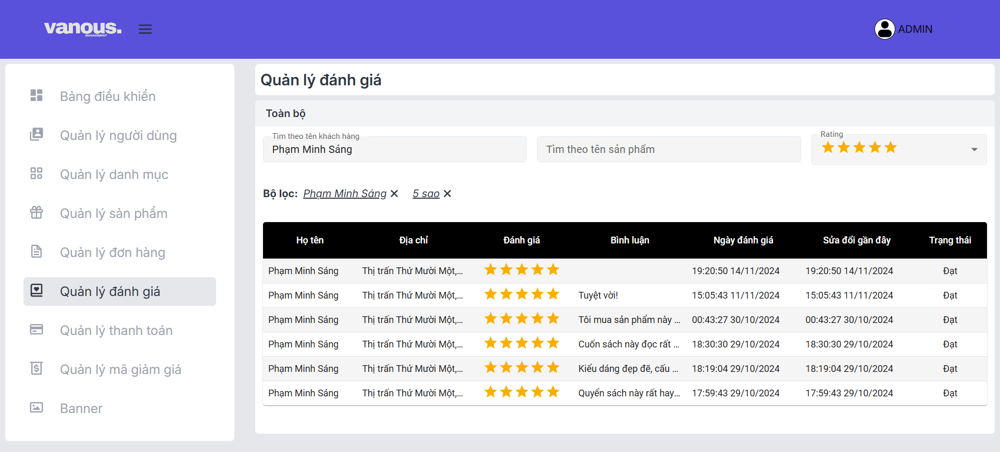 vanous.
MANAGEMENT
ADMIN
Bảng điều khiển
Quản lý người dùng
Quản lý danh mục
Quản lý sản phẩm
Quản lý đơn hàng
Quản lý đánh giá
Quản lý thanh toán
Quản lý mã giảm giá
Banner
Quản lý đánh giá
Toàn bộ
Tìm theo tên khách hàng
Phạm Minh Sáng
Tìm theo tên sản phẩm
Rating
Bộ lọc: Phạm Minh Sáng 5 sao
Họ tên Địa chỉ Đánh giá Bình luận Ngày đánh giá Sửa đổi gần đây Trạng thái
Phạm Minh Sáng Thị trấn Thứ Mười Một,... 19:20:50 14/11/2024 19:20:50 14/11/2024 Đạt
Phạm Minh Sáng Thị trấn Thứ Mười Một,... Tuyệt vời! 15:05:43 11/11/2024 15:05:43 11/11/2024 Đạt
Phạm Minh Sáng Thị trấn Thứ Mười Một,... Tôi mua sản phẩm này ... 00:43:27 30/10/2024 00:43:27 30/10/2024 Đạt
Phạm Minh Sáng Thị trấn Thứ Mười Một,... Cuốn sách này đọc rất ... 18:30:30 29/10/2024 18:30:30 29/10/2024 Đạt
Phạm Minh Sáng Thị trấn Thứ Mười Một,... Kiểu dáng đẹp đẽ, cấu ... 18:19:04 29/10/2024 18:19:04 29/10/2024 Đạt
Phạm Minh Sáng Thị trấn Thứ Mười Một,... Quyển sách này rất hay... 17:59:43 29/10/2024 17:59:43 29/10/2024 Đạt